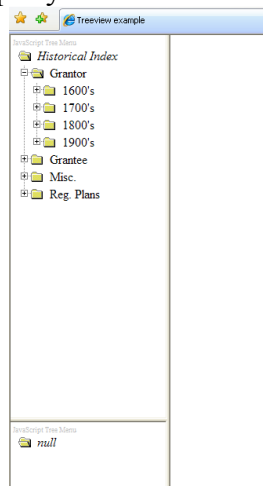 Treeview example
JavaScript Tree Menu
Historical Index
Grantor
1600's
1700's
1800's
1900's
Grantee
Misc.
Reg. Plans
JavaScript Tree Menu
null